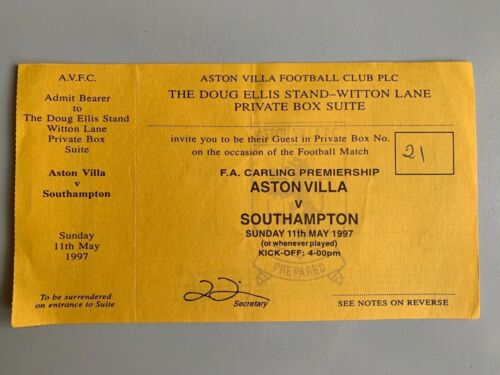 A.V.F.C.
Admit Bearer
to
The Doug Ellis Stand
Witton Lane
Private Box
Suite
Aston Villa
v
Southampton
Sunday
11th May
1997
To be surrendered
on entrance to Suite
ASTON VILLA FOOTBALL CLUB PLC
THE DOUG ELLIS STAND–WITTON LANE
PRIVATE BOX SUITE
invite you to be their Guest in Private Box No.
on the occasion of the Football Match
21
F.A. CARLING PREMIERSHIP
ASTON VILLA
v
SOUTHAMPTON
SUNDAY 11th MAY 1997
(or whenever played)
KICK-OFF: 4-00pm
PREPARED
Secretary
SEE NOTES ON REVERSE